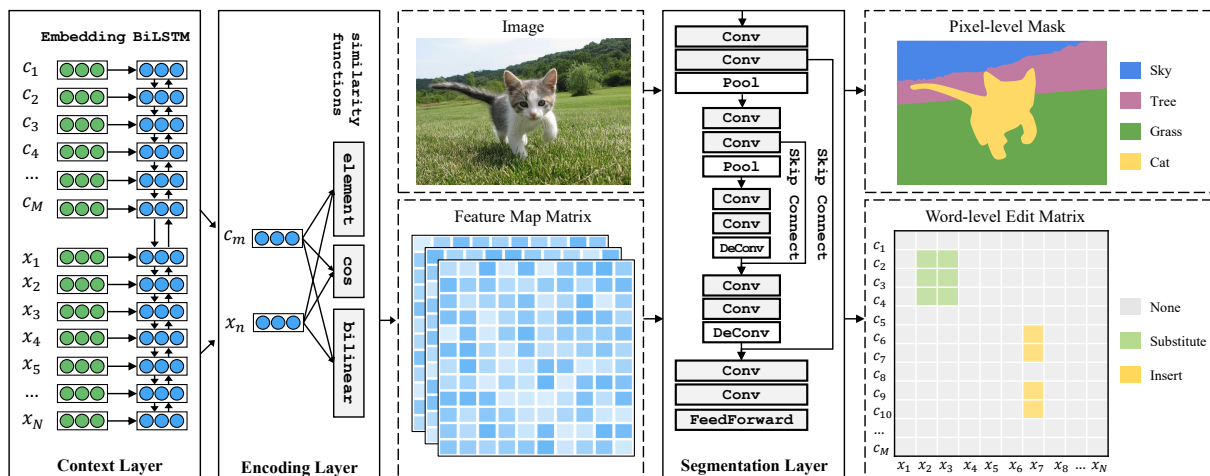 Embedding BiLSTM
c1
c2
c3
c4
...
cM
x1
x2
x3
x4
x5
...
xN
Context Layer
similarity
functions
cm
xn
element
cos
bilinear
Encoding Layer
Image
Feature Map Matrix
Conv
Conv
Pool
Conv
Conv
Pool
Conv
Conv
DeConv
Conv
Conv
DeConv
Conv
Conv
FeedForward
Skip Connect
Skip Connect
Segmentation Layer
Pixel-level Mask
Sky
Tree
Grass
Cat
Word-level Edit Matrix
c1
c2
c3
c4
c5
c6
c7
c8
c9
c10
...
cM
x1 x2 x3 x4 x5 x6 x7 x8 ... xN
None
Substitute
Insert